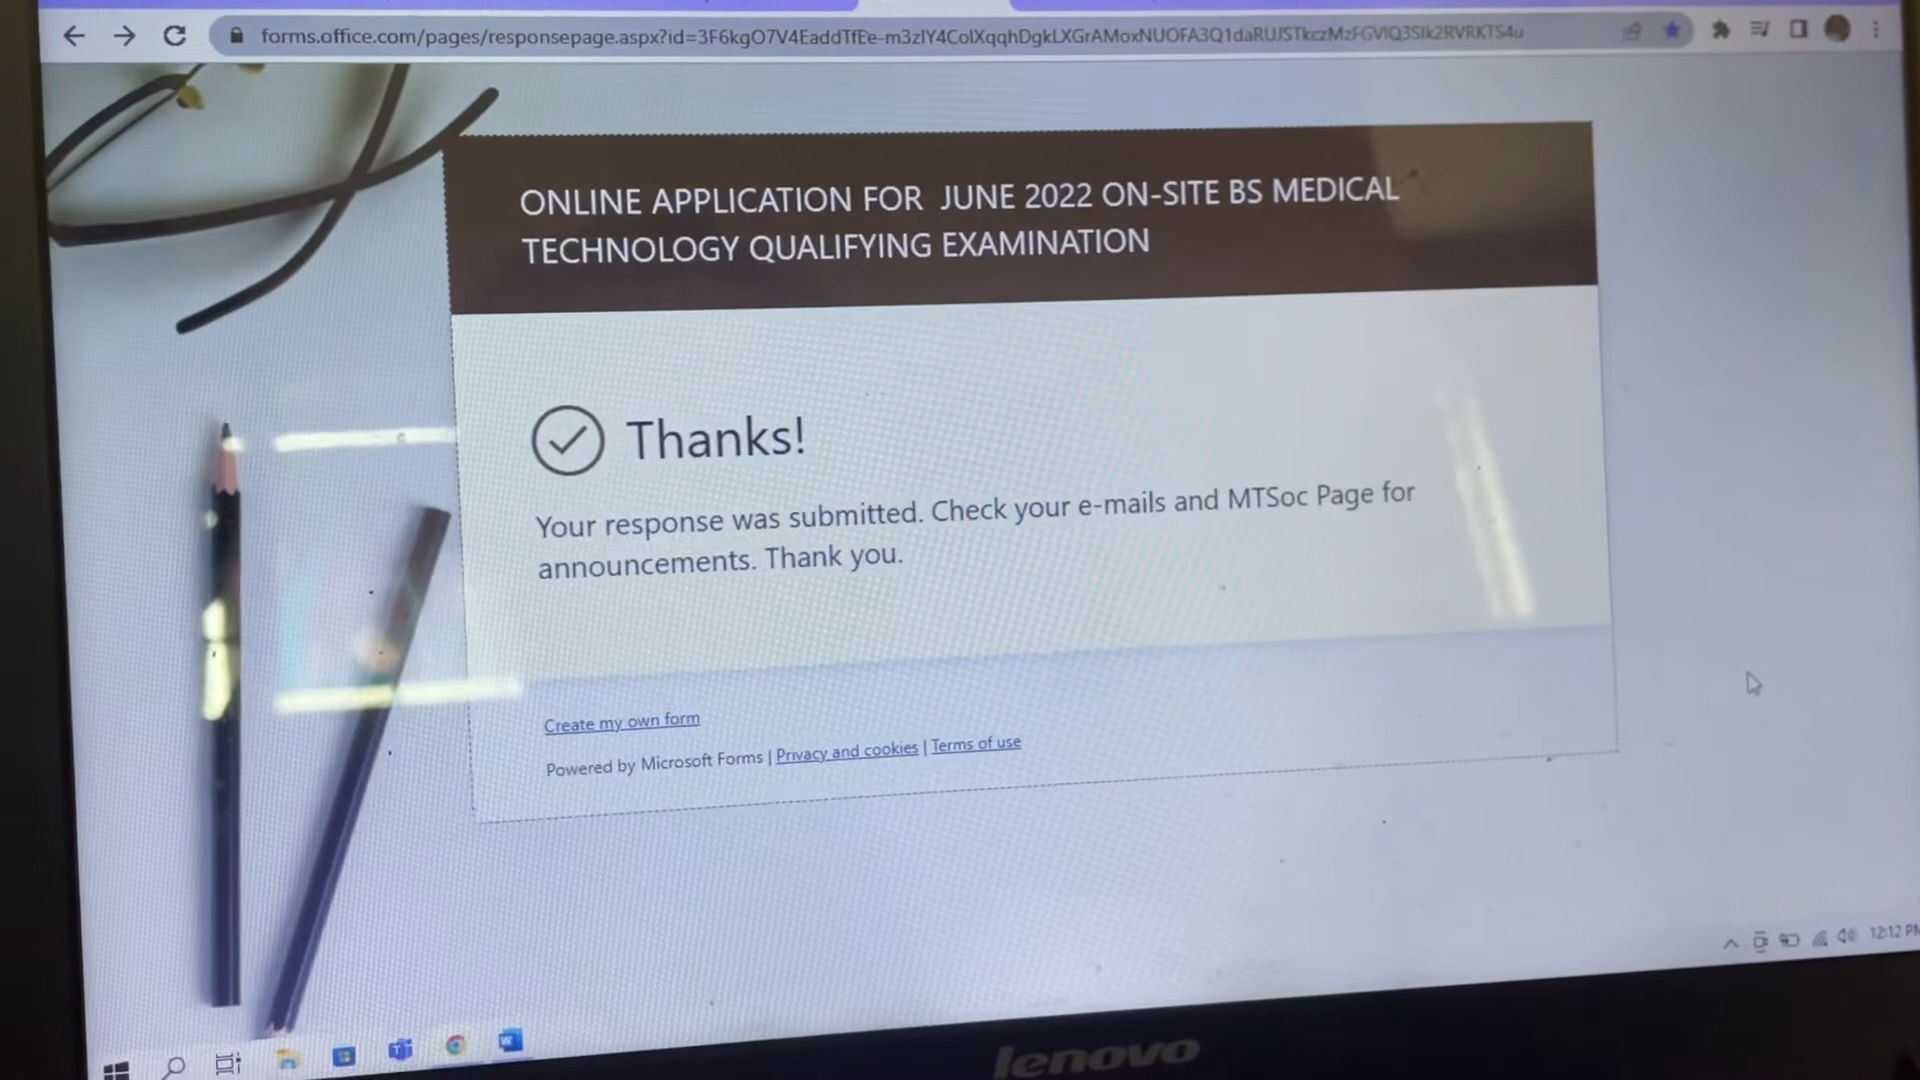 forms.office.com/pages/responsepage.aspx?id=
ONLINE APPLICATION FOR JUNE 2022 ON-SITE BS MEDICAL
TECHNOLOGY QUALIFYING EXAMINATION
Thanks!
Your response was submitted. Check your e-mails and MTSoc Page for
announcements. Thank you.
Create my own form
Powered by Microsoft Forms | Privacy and cookies | Terms of use
12:12 PM
lenovo